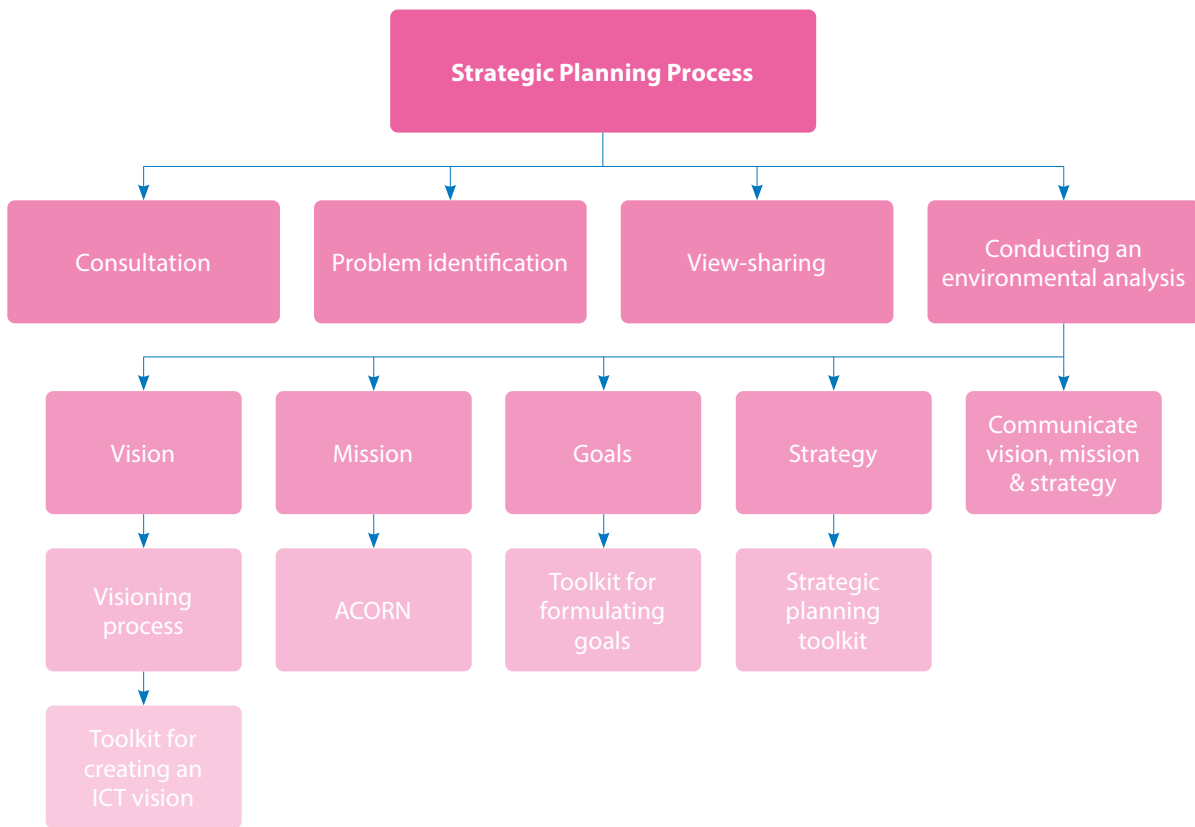 Strategic Planning Process
Consultation
Problem identification
View-sharing
Conducting an
environmental analysis
Vision
Mission
Goals
Strategy
Communicate
vision, mission
& strategy
Visioning
process
ACORN
Toolkit for
formulating
goals
Strategic
planning
toolkit
Toolkit for
creating an
ICT vision